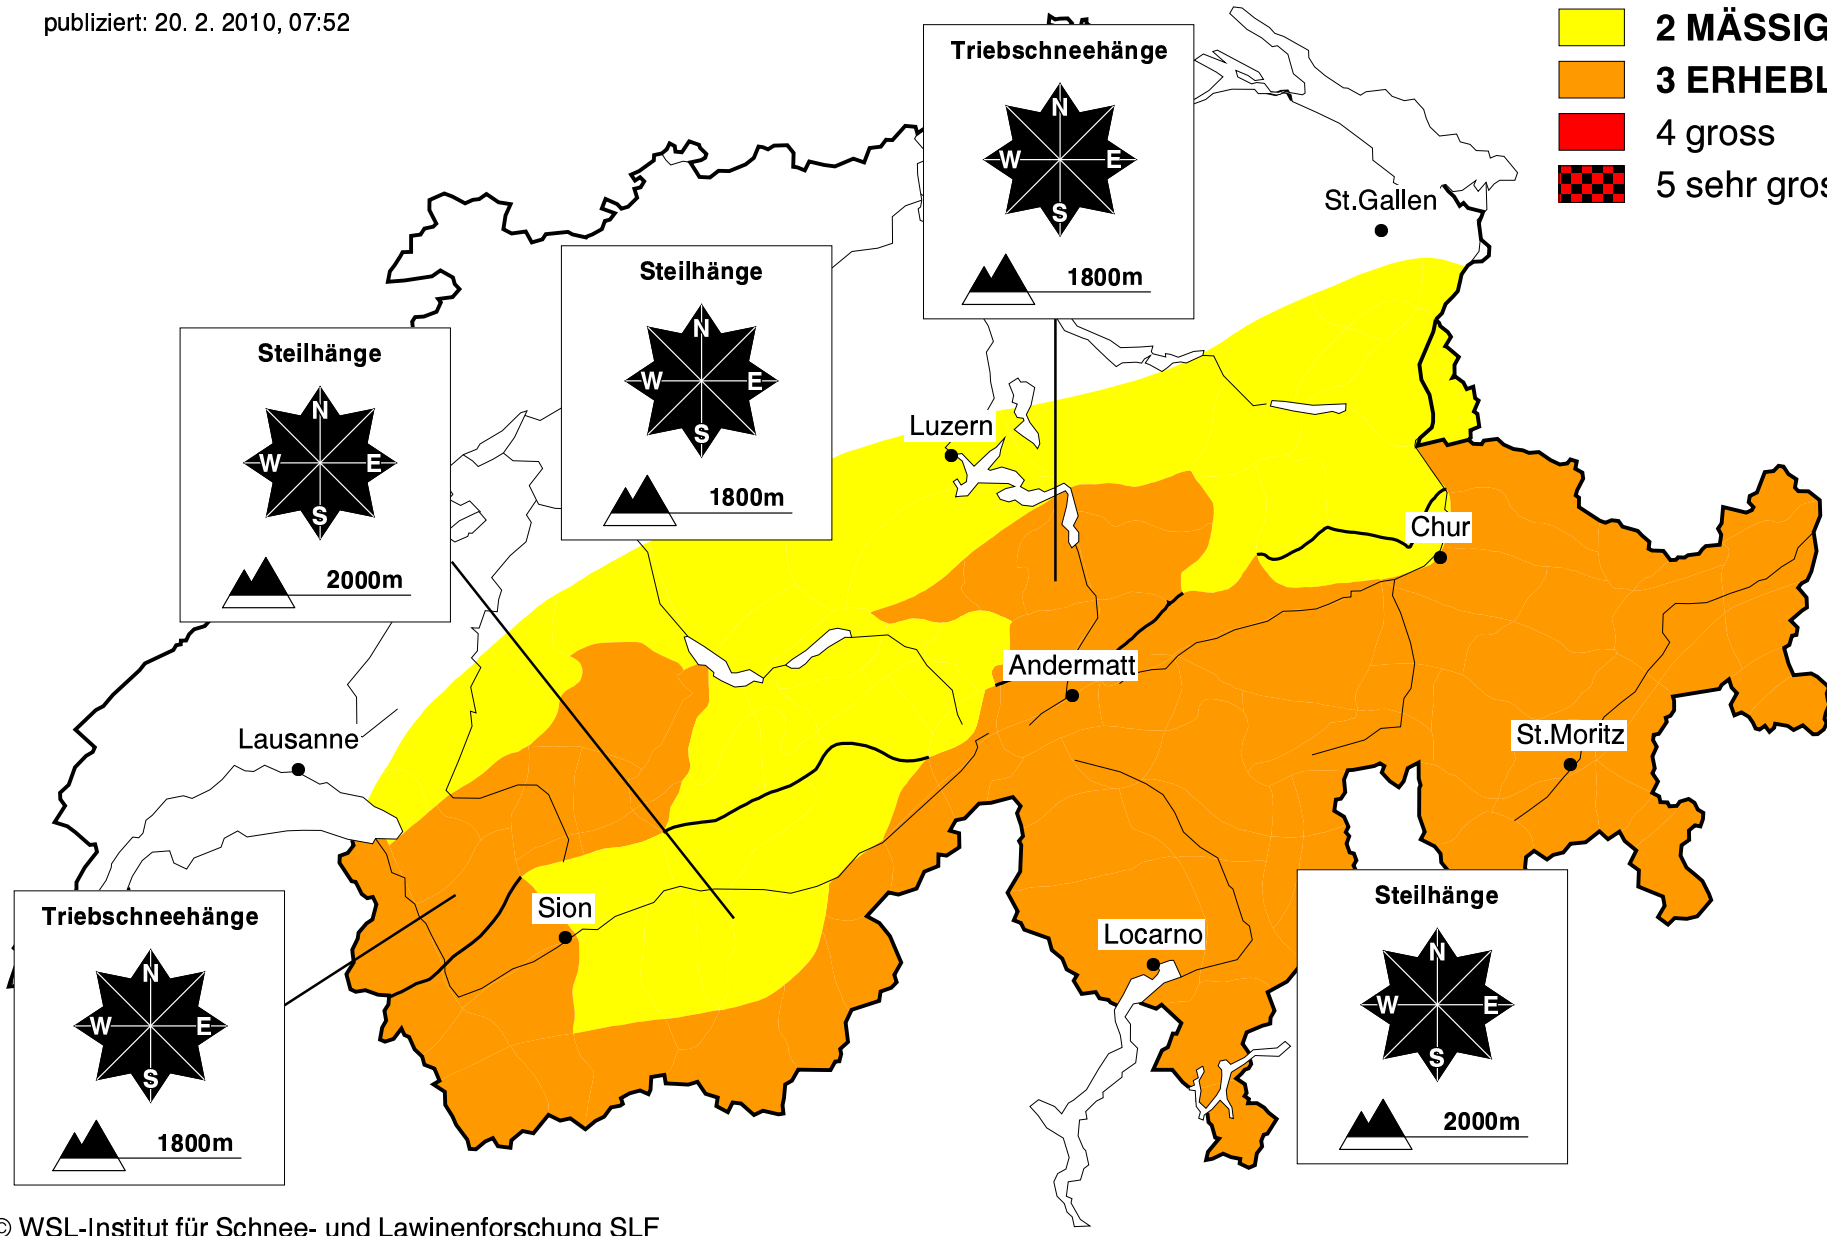 publiziert: 20. 2. 2010, 07:52
2 MÄSSIG
3 ERHEBL
4 gross
5 sehr gros
Triebschneehänge
N
W E
S
1800m
St.Gallen
Steilhänge
N
W E
S
1800m
Steilhänge
N
W E
S
2000m
Luzern
Chur
Andermatt
St.Moritz
Lausanne
Sion
Locarno
Triebschneehänge
N
W E
S
1800m
Steilhänge
N
W E
S
2000m
© WSL-Institut für Schnee- und Lawinenforschung SLF